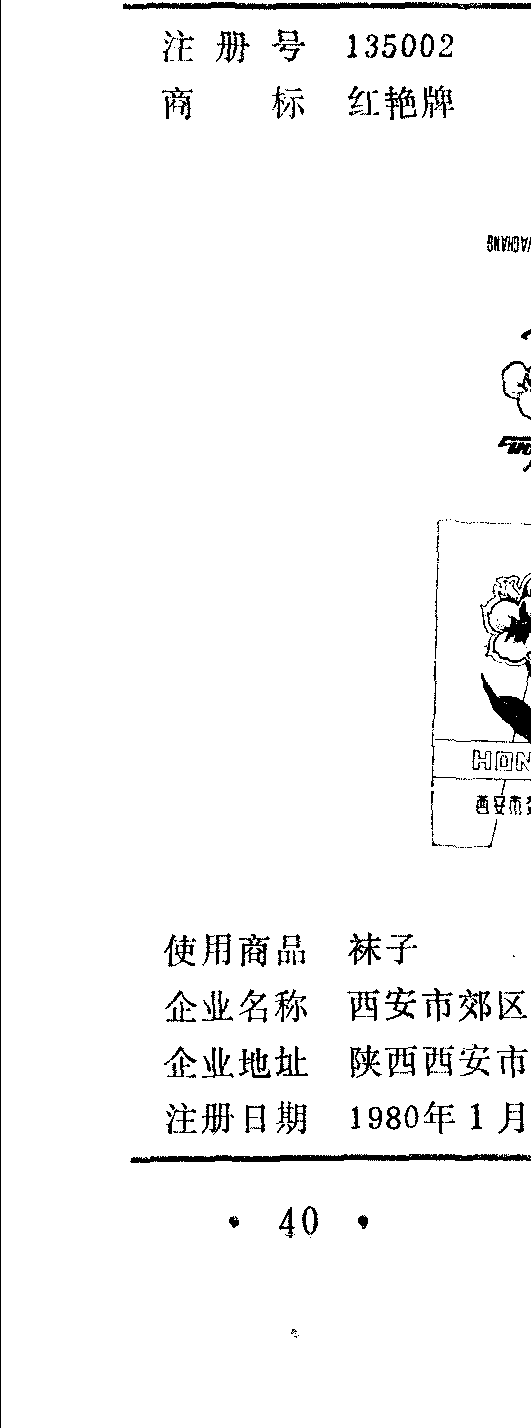 注册号 135002
商标 红艳牌
HON
西安市
使用商品 袜子
企业名称 西安市郊区
企业地址 陕西西安市
注册日期 1980年1月
· 40 ·